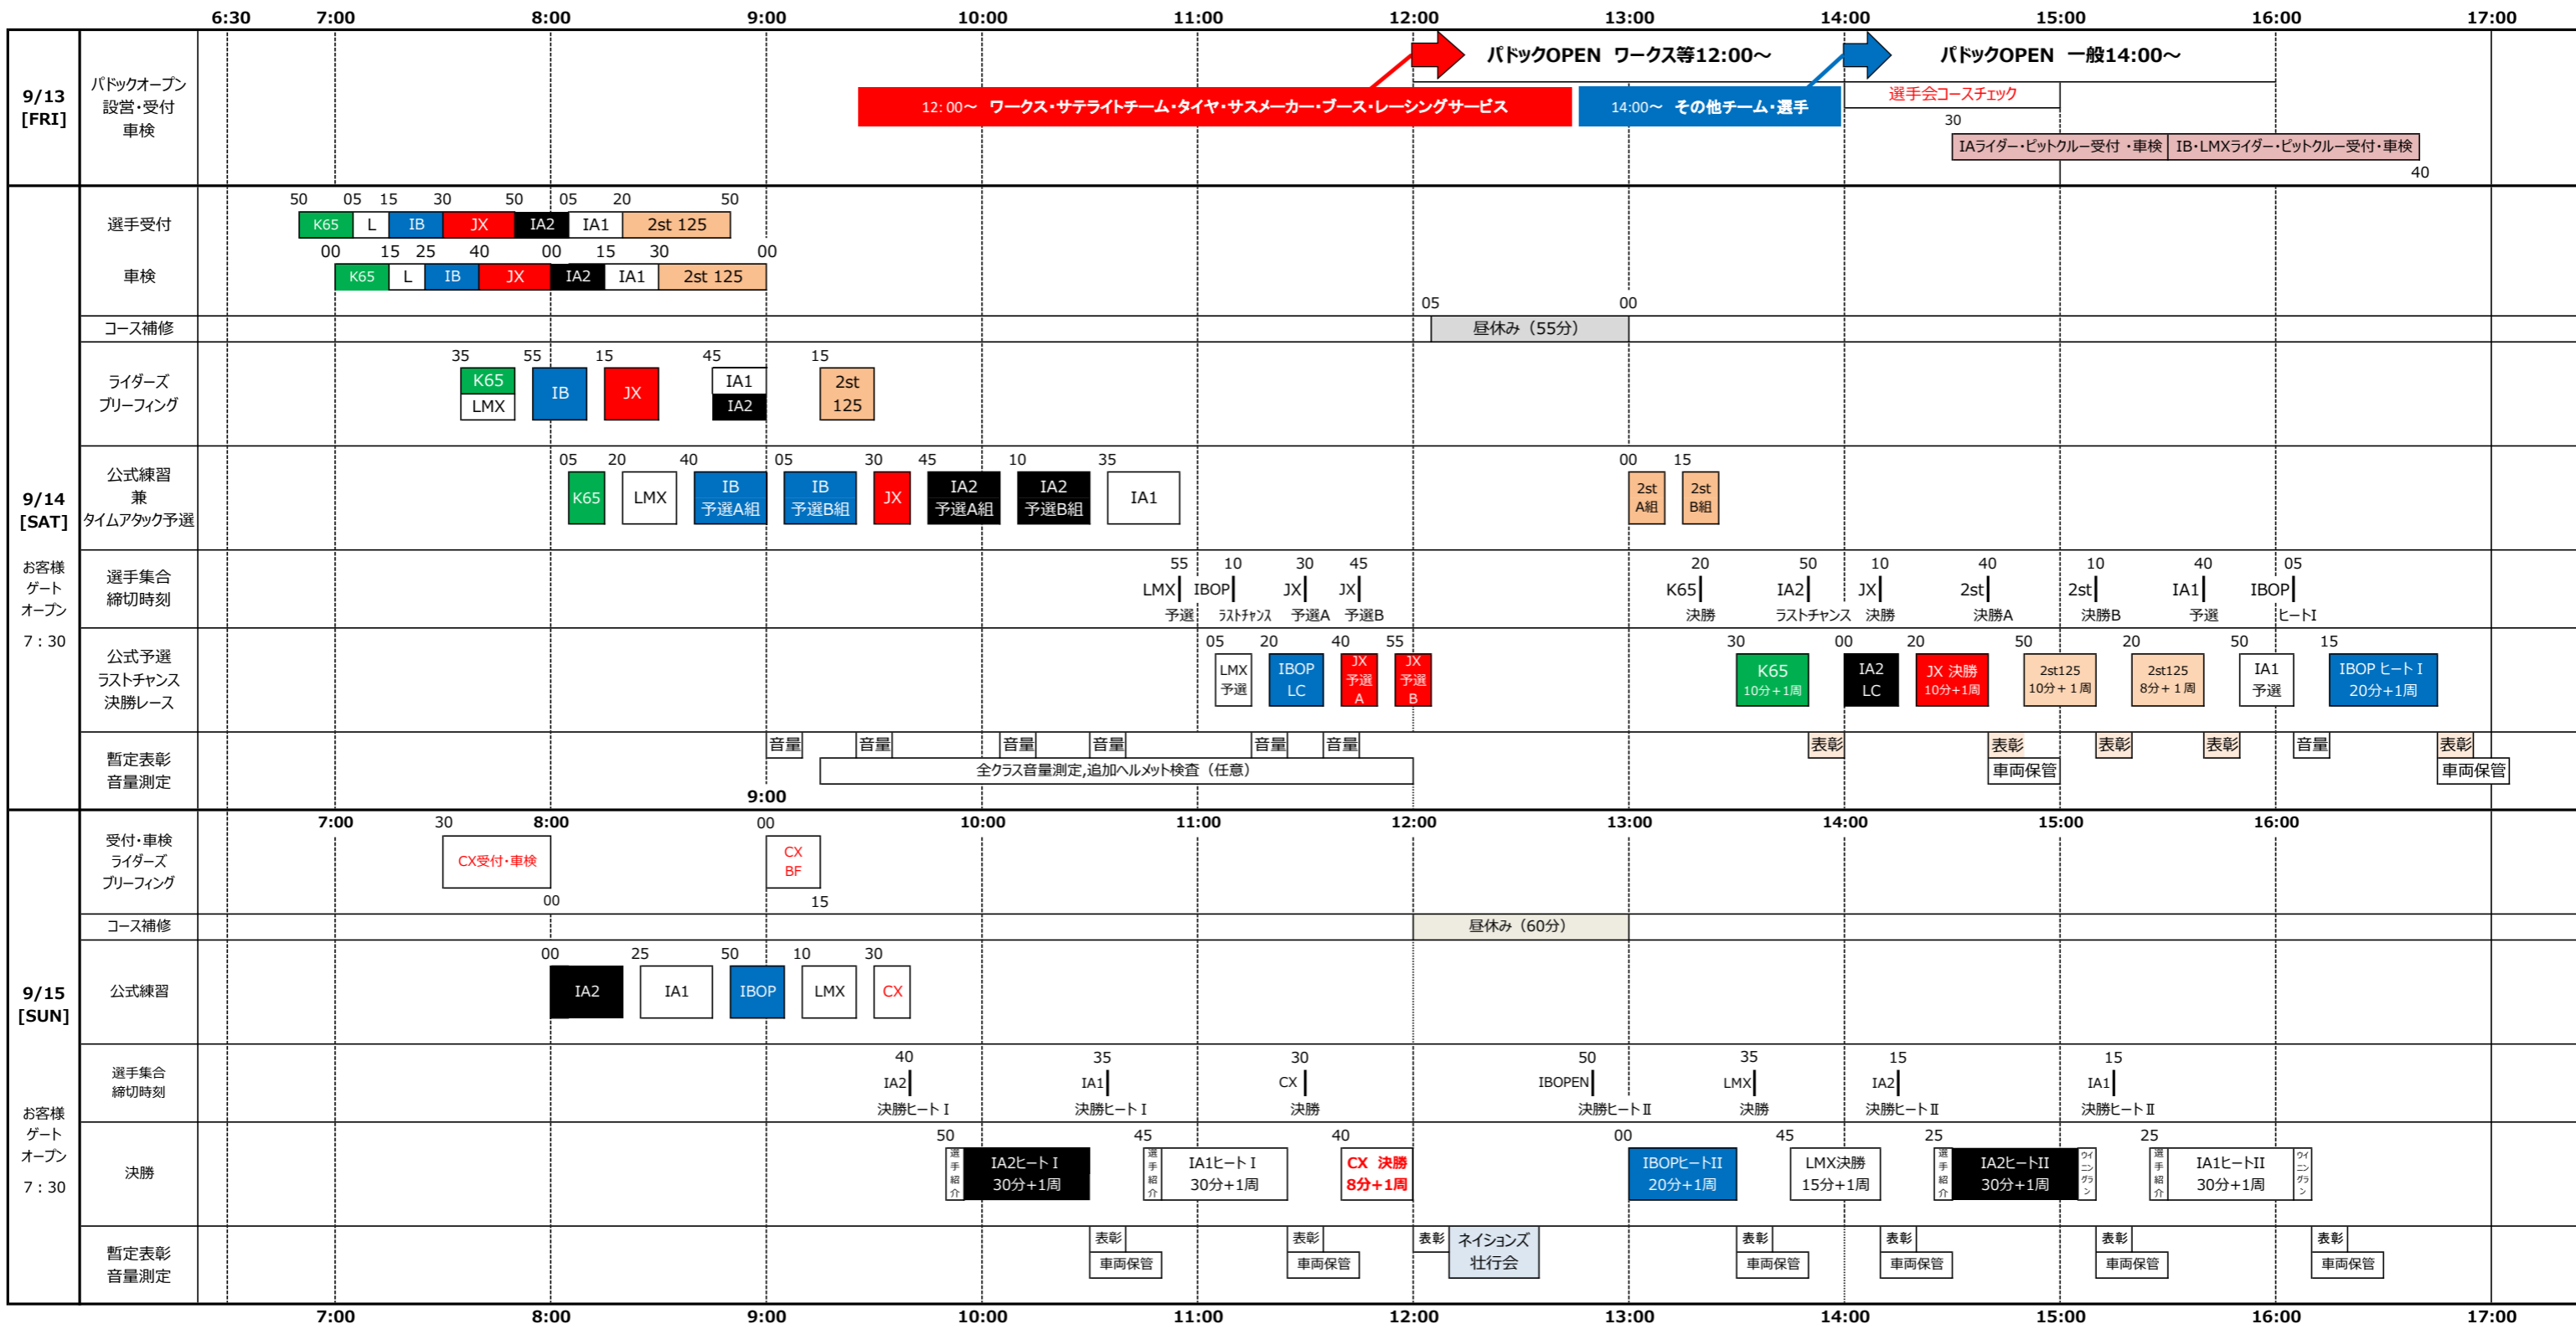 6:30 7:00 8:00 9:00 10:00 11:00 12:00 13:00 14:00 15:00 16:00 17:00
9/13
[FRI]
パドックオープン
設営・受付
車検
パドックOPEN ワークス等12:00～
パドックOPEN 一般14:00～
12:00～ ワークス・サテライトチーム・タイヤ・サスメーカー・ブース・レーシングサービス
14:00～ その他チーム・選手
選手会コースチェック
30
IAライダー・ピットクルー受付 ・車検
IB・LMXライダー・ピットクルー受付・車検
40
9/14
[SAT]
お客様
ゲート
オープン
7：30
選手受付
50 05 15 30 50 05 20 50
K65 L IB JX IA2 IA1 2st 125
車検
00 15 25 40 00 15 30 00
K65 L IB JX IA2 IA1 2st 125
コース補修
05 00
昼休み（55分）
ライダーズ
ブリーフィング
35 55 15 45 15
K65
LMX
IB
JX
IA1
IA2
2st
125
公式練習
兼
タイムアタック予選
05 20 40 05 30 45 10 35 00 15
K65
LMX
IB
予選A組
IB
予選B組
JX
IA2
予選A組
IA2
予選B組
IA1
2st
A組
2st
B組
選手集合
締切時刻
55 10 30 45 20 50 10 40 10 40 05
LMX IBOP JX JX K65 IA2 JX 2st 2st IA1 IBOP
予選 ラストチャンス 予選A 予選B 決勝 ラストチャンス 決勝 決勝A 決勝B 予選 ヒートI
公式予選
ラストチャンス
決勝レース
05 20 40 55 30 00 20 50 20 50 15
LMX
予選
IBOP
LC
JX
予選
A
JX
予選
B
K65
10分+1周
IA2
LC
JX 決勝
10分+1周
2st125
10分+１周
2st125
8分+１周
IA1
予選
IBOP ヒートＩ
20分+1周
暫定表彰
音量測定
音量 音量 音量 音量 音量 音量 表彰 表彰 表彰 表彰 音量 表彰
全クラス音量測定,追加ヘルメット検査（任意）
車両保管 車両保管
9:00
7:00 8:00 10:00 11:00 12:00 13:00 14:00 15:00 16:00
9/15
[SUN]
お客様
ゲート
オープン
7：30
受付・車検
ライダーズ
ブリーフィング
30 00
CX受付・車検
CX
BF
00 15
コース補修
昼休み（60分）
公式練習
00 25 50 10 30
IA2 IA1 IBOP LMX CX
選手集合
締切時刻
40 35 30 50 35 15 15
IA2 IA1 CX IBOPEN LMX IA2 IA1
決勝ヒートＩ 決勝ヒートＩ 決勝 決勝ヒートⅡ 決勝 決勝ヒートⅡ 決勝ヒートⅡ
決勝
50 45 40 00 45 25 25
選手紹介
IA2ヒートＩ
30分+1周
選手紹介
IA1ヒートＩ
30分+1周
CX 決勝
8分+1周
IBOPヒートII
20分+1周
LMX決勝
15分+1周
選手紹介
IA2ヒートII
30分+1周
ウイニングラン
選手紹介
IA1ヒートII
30分+1周
ウイニングラン
暫定表彰
音量測定
表彰 表彰 表彰 表彰 表彰 表彰 表彰
ネイションズ
壮行会
車両保管 車両保管 車両保管 車両保管 車両保管 車両保管
7:00 8:00 9:00 10:00 11:00 12:00 13:00 14:00 15:00 16:00 17:00